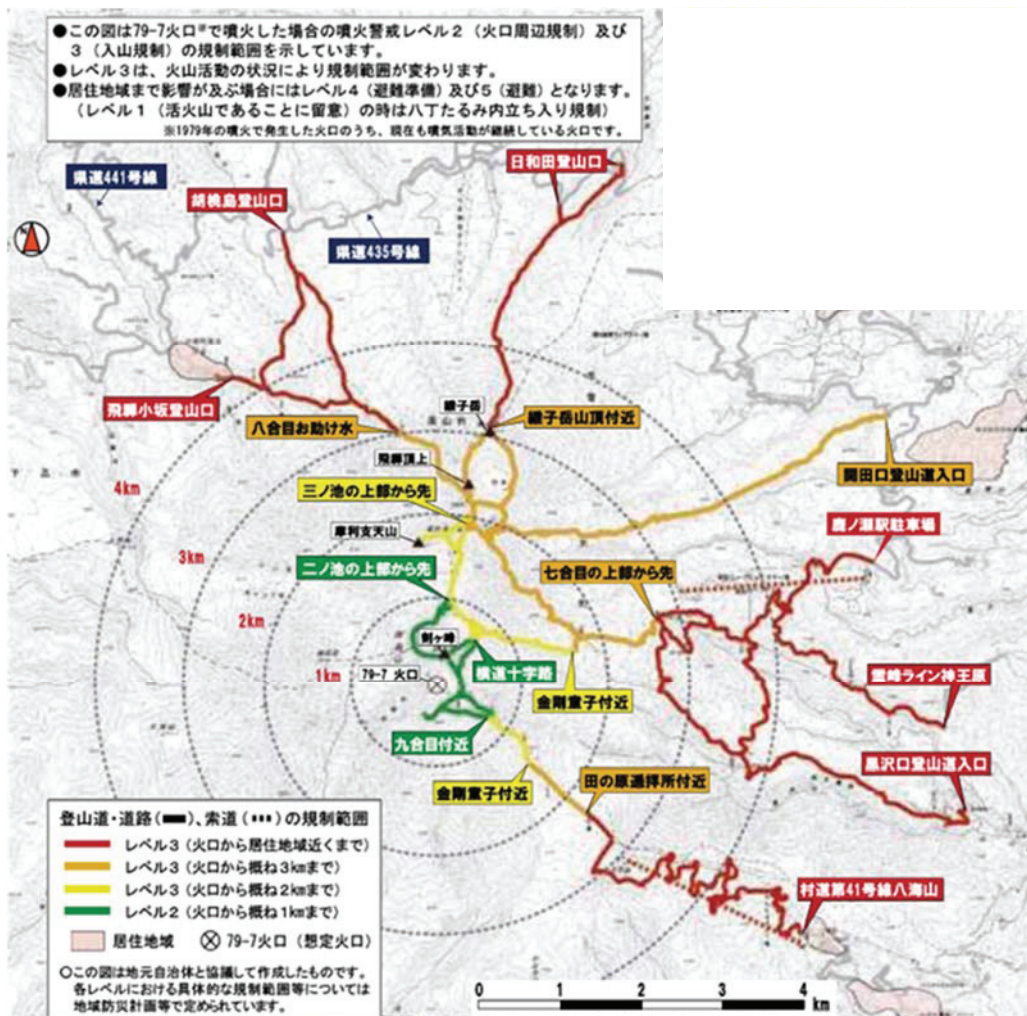 ●この図は79-7火口※で噴火した場合の噴火警戒レベル2(火口周辺規制)及び
3(入山規制)の規制範囲を示しています。
●レベル3は、火山活動の状況により規制範囲が変わります。
●居住地域まで影響が及ぶ場合にはレベル4(避難準備)及び5(避難)となります。
(レベル1(活火山であることに留意)の時は八丁たるみ内立ち入り規制)
※1979年の噴火で発生した火口のうち、現在も噴気活動が継続している火口です。
日和田登山口
県道441号線
胡桃島登山口
県道435号線
N
飛騨小坂登山口
継子岳
継子岳山頂付近
八合目お助け水
飛騨頂上
開田口登山道入口
4km
三ノ池の上部から先
鹿ノ瀬駅駐車場
摩利支天山
3km
二ノ池の上部から先
七合目の上部から先
2km
剣ヶ峰
1km
79-7 火口
横道十字路
霊峰ライン神王原
金剛童子付近
九合目付近
黒沢口登山道入口
金剛童子付近
田の原遥拝所付近
登山道・道路(━)、索道(・・・)の規制範囲
レベル3(火口から居住地域近くまで)
レベル3(火口から概ね3kmまで)
レベル3(火口から概ね2kmまで)
レベル2(火口から概ね1kmまで)
村道第41号線八海山
居住地域
79-7火口(想定火口)
○この図は地元自治体と協議して作成したものです。
各レベルにおける具体的な規制範囲等については
地域防災計画等で定められています。
0 1 2 3 4
km